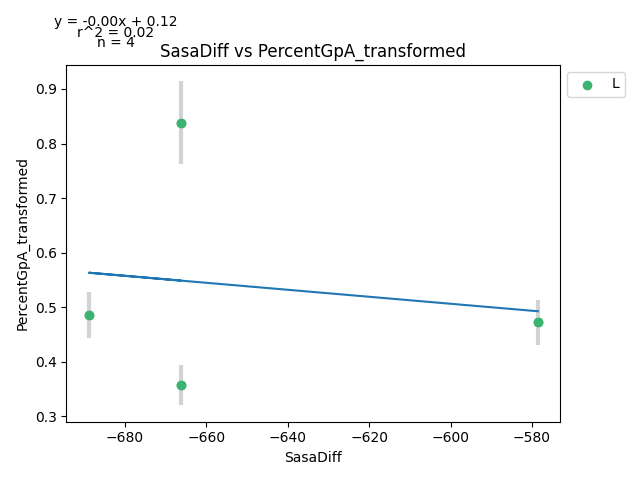 y = -0.00x + 0.12
r^2 = 0.02
n = 4
SasaDiff vs PercentGpA_transformed
L
PercentGpA_transformed
0.9
0.8
0.7
0.6
0.5
0.4
0.3
−680
−660
−640
−620
−600
−580
SasaDiff